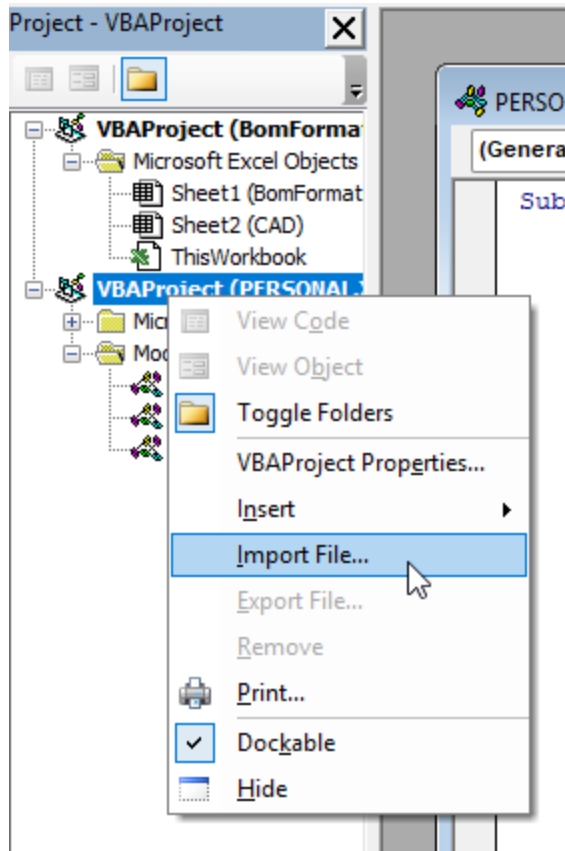 Project - VBAProject
VBAProject (BomForma
Microsoft Excel Objects
Sheet1 (BomFormat
Sheet2 (CAD)
ThisWorkbook
VBAProject (PERSONAL.
Mic
Mod
PERSO
(Genera
Sub
View Code
View Object
Toggle Folders
VBAProject Properties...
Insert
Import File...
Export File...
Remove
Print...
Dockable
Hide